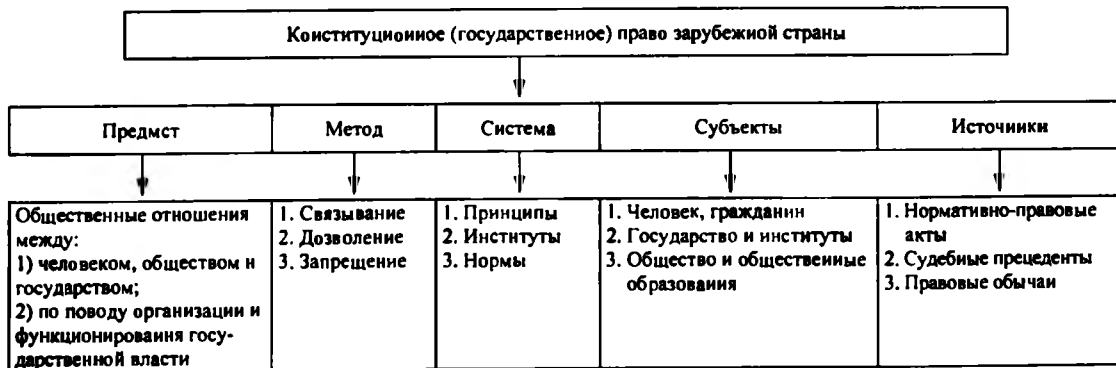 Конституционное (государственное) право зарубежной страны
Предмет
Метод
Система
Субъекты
Источники
Общественные отношения
между:
1) человеком, обществом и
государством;
2) по поводу организации и
функционирования госу-
дарственной власти
1. Связывание
2. Дозволение
3. Запрещение
1. Принципы
2. Институты
3. Нормы
1. Человек, гражданин
2. Государство и институты
3. Общество и общественные
образования
1. Нормативно-правовые
акты
2. Судебные прецеденты
3. Правовые обычаи